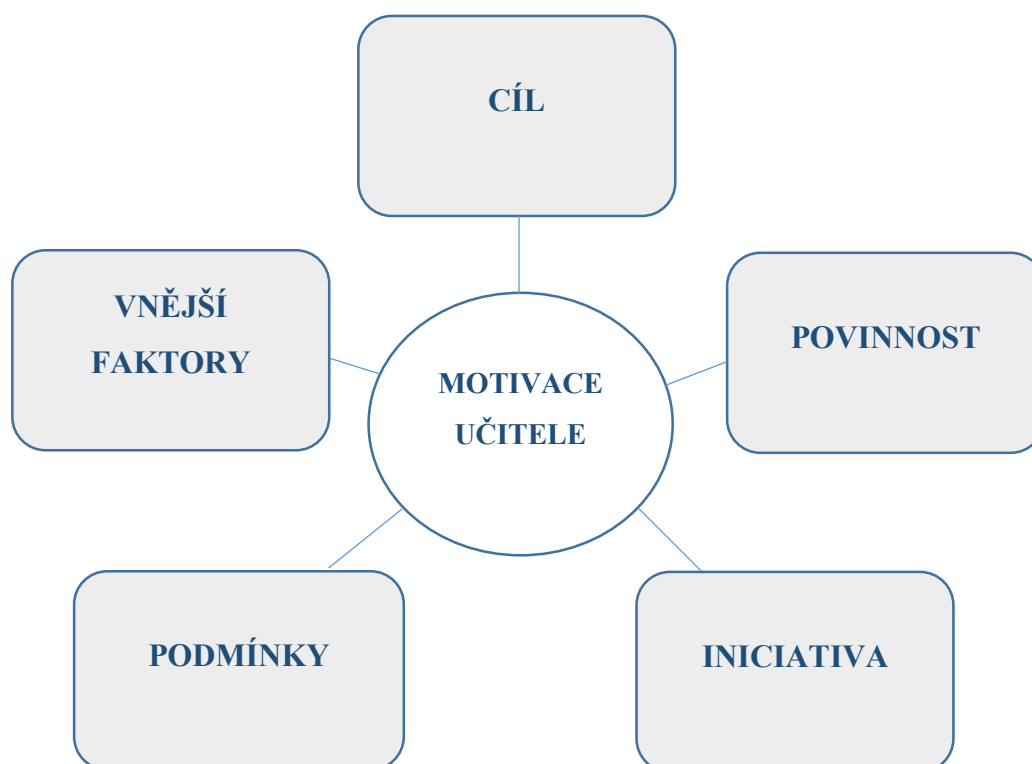 CÍL
VNĚJŠÍ
FAKTORY
POVINNOST
MOTIVACE
UČITELE
PODMÍNKY
INICIATIVA